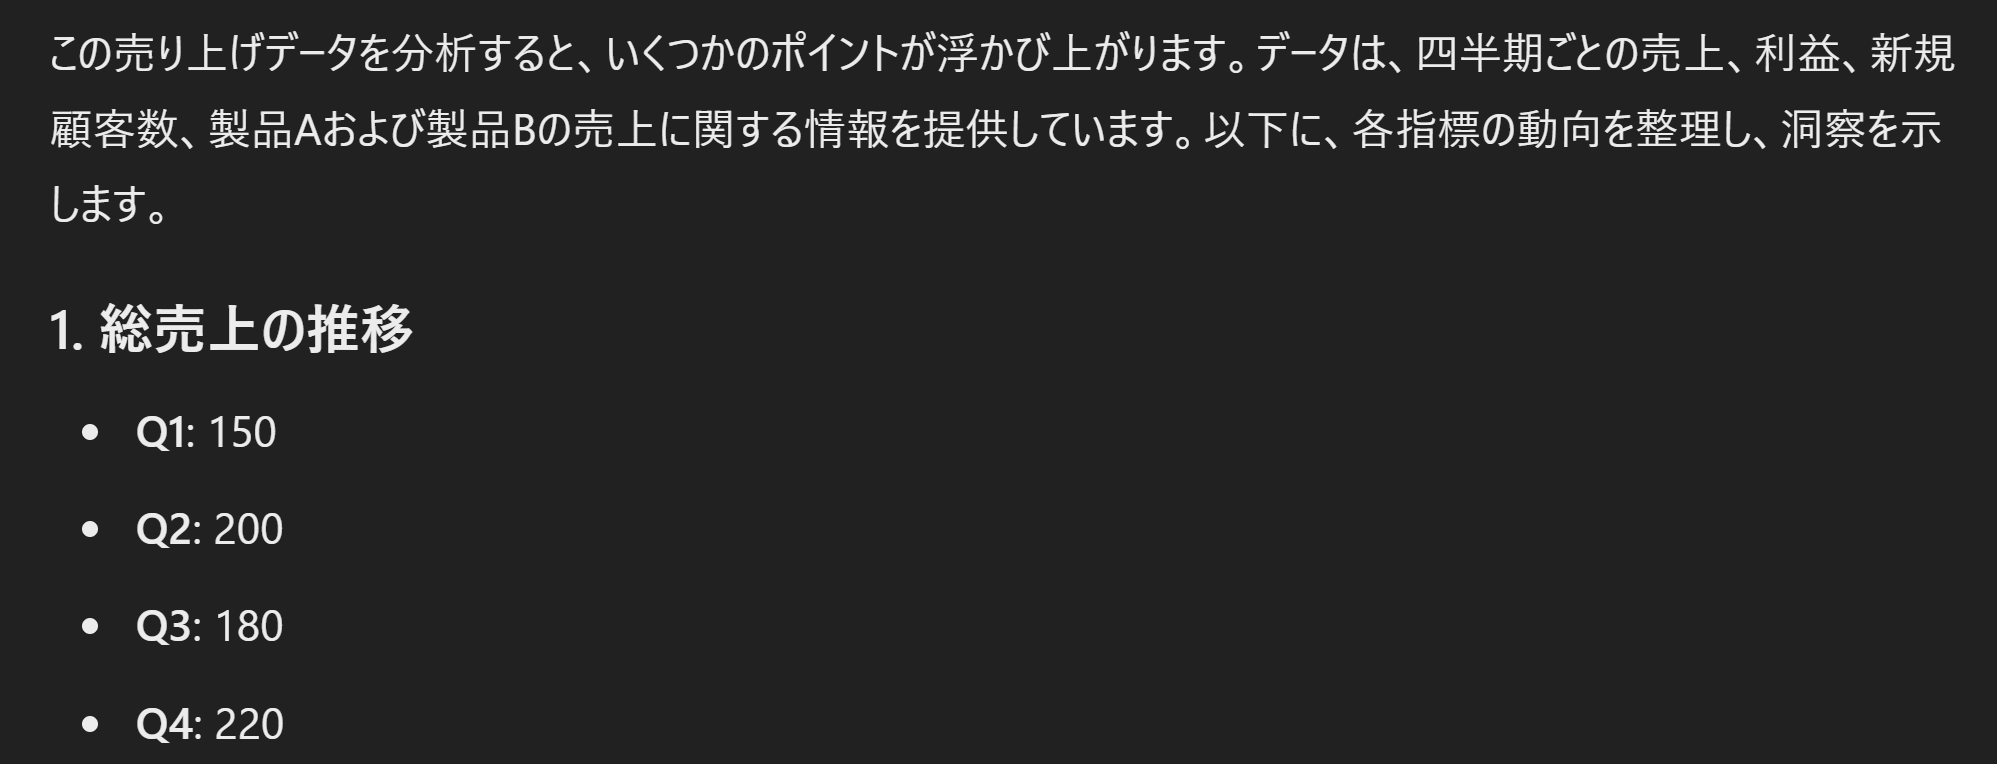 この売り上げデータを分析すると、いくつかのポイントが浮かび上がります。データは、四半期ごとの売上、利益、新規
顧客数、製品Aおよび製品Bの売上に関する情報を提供しています。以下に、各指標の動向を整理し、洞察を示
します。
1. 総売上の推移
• Q1: 150
• Q2: 200
• Q3: 180
• Q4: 220